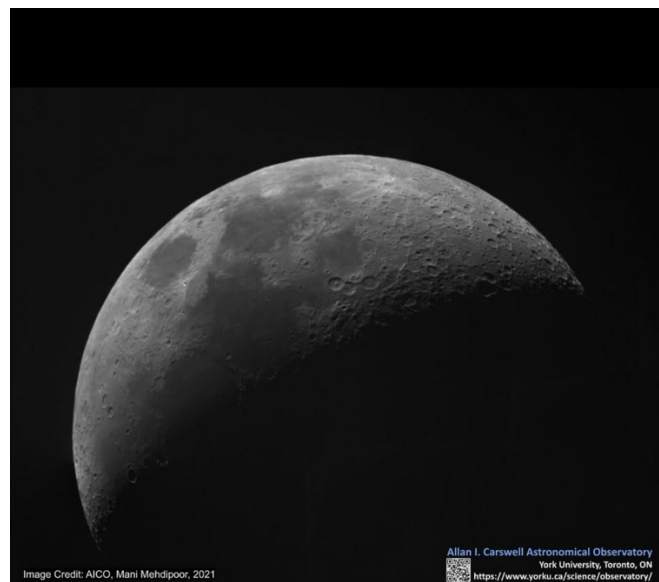 Allan I. Carswell Astronomical Observatory
York University, Toronto, ON
https://www.yorku.ca/science/observatory/
Image Credit: AICO, Mani Mehdipoor, 2021